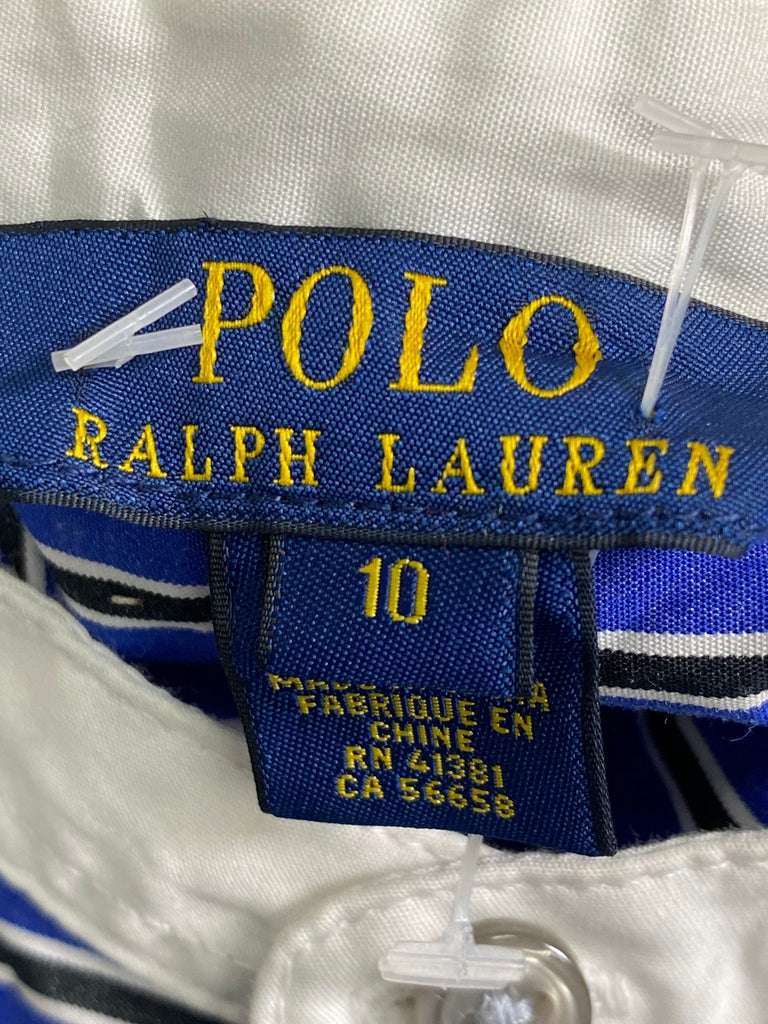 POLO
RALPH LAUREN
10
FABRIQUE EN
CHINE
RN 41381
CA 56658